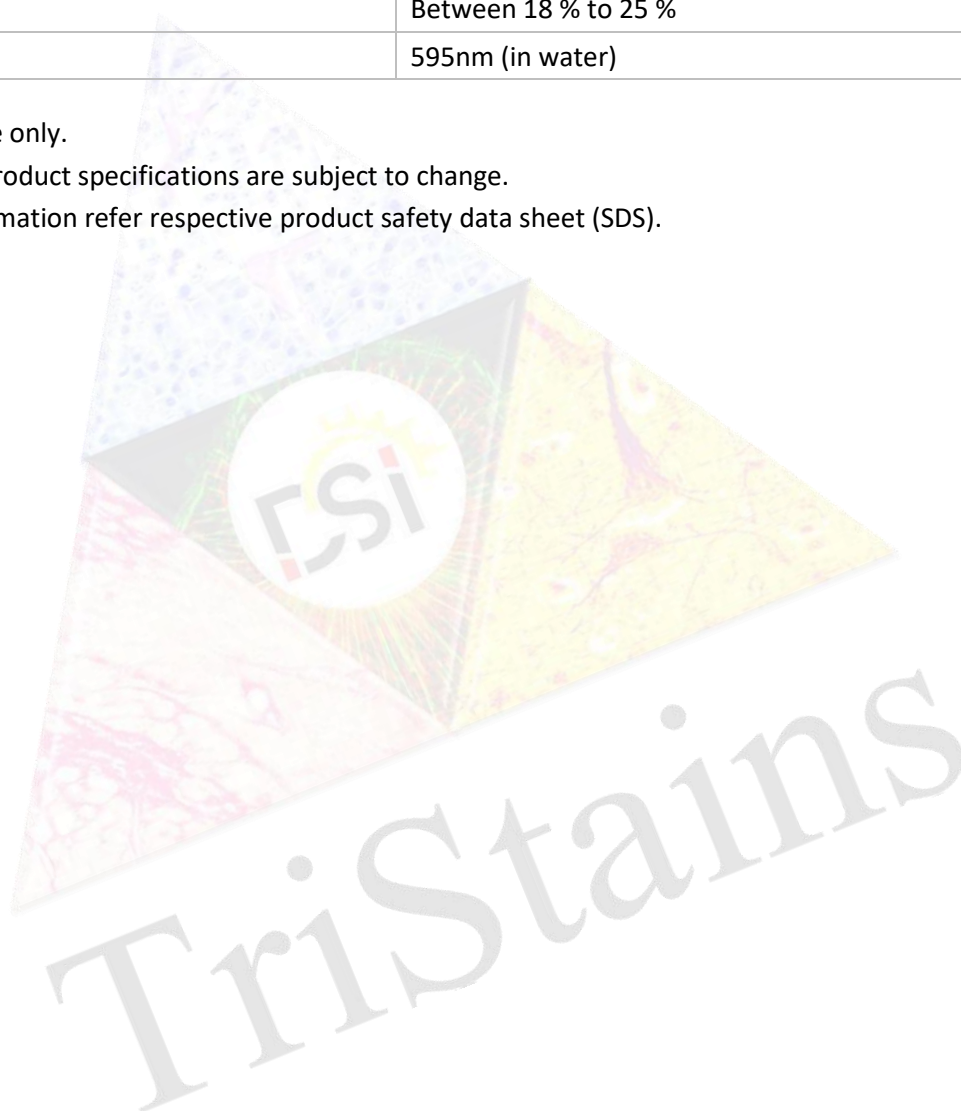 Between 18 % to 25 %
595nm (in water)
only.
roduct specifications are subject to change.
mation refer respective product safety data sheet (SDS).
DSi
TriStains